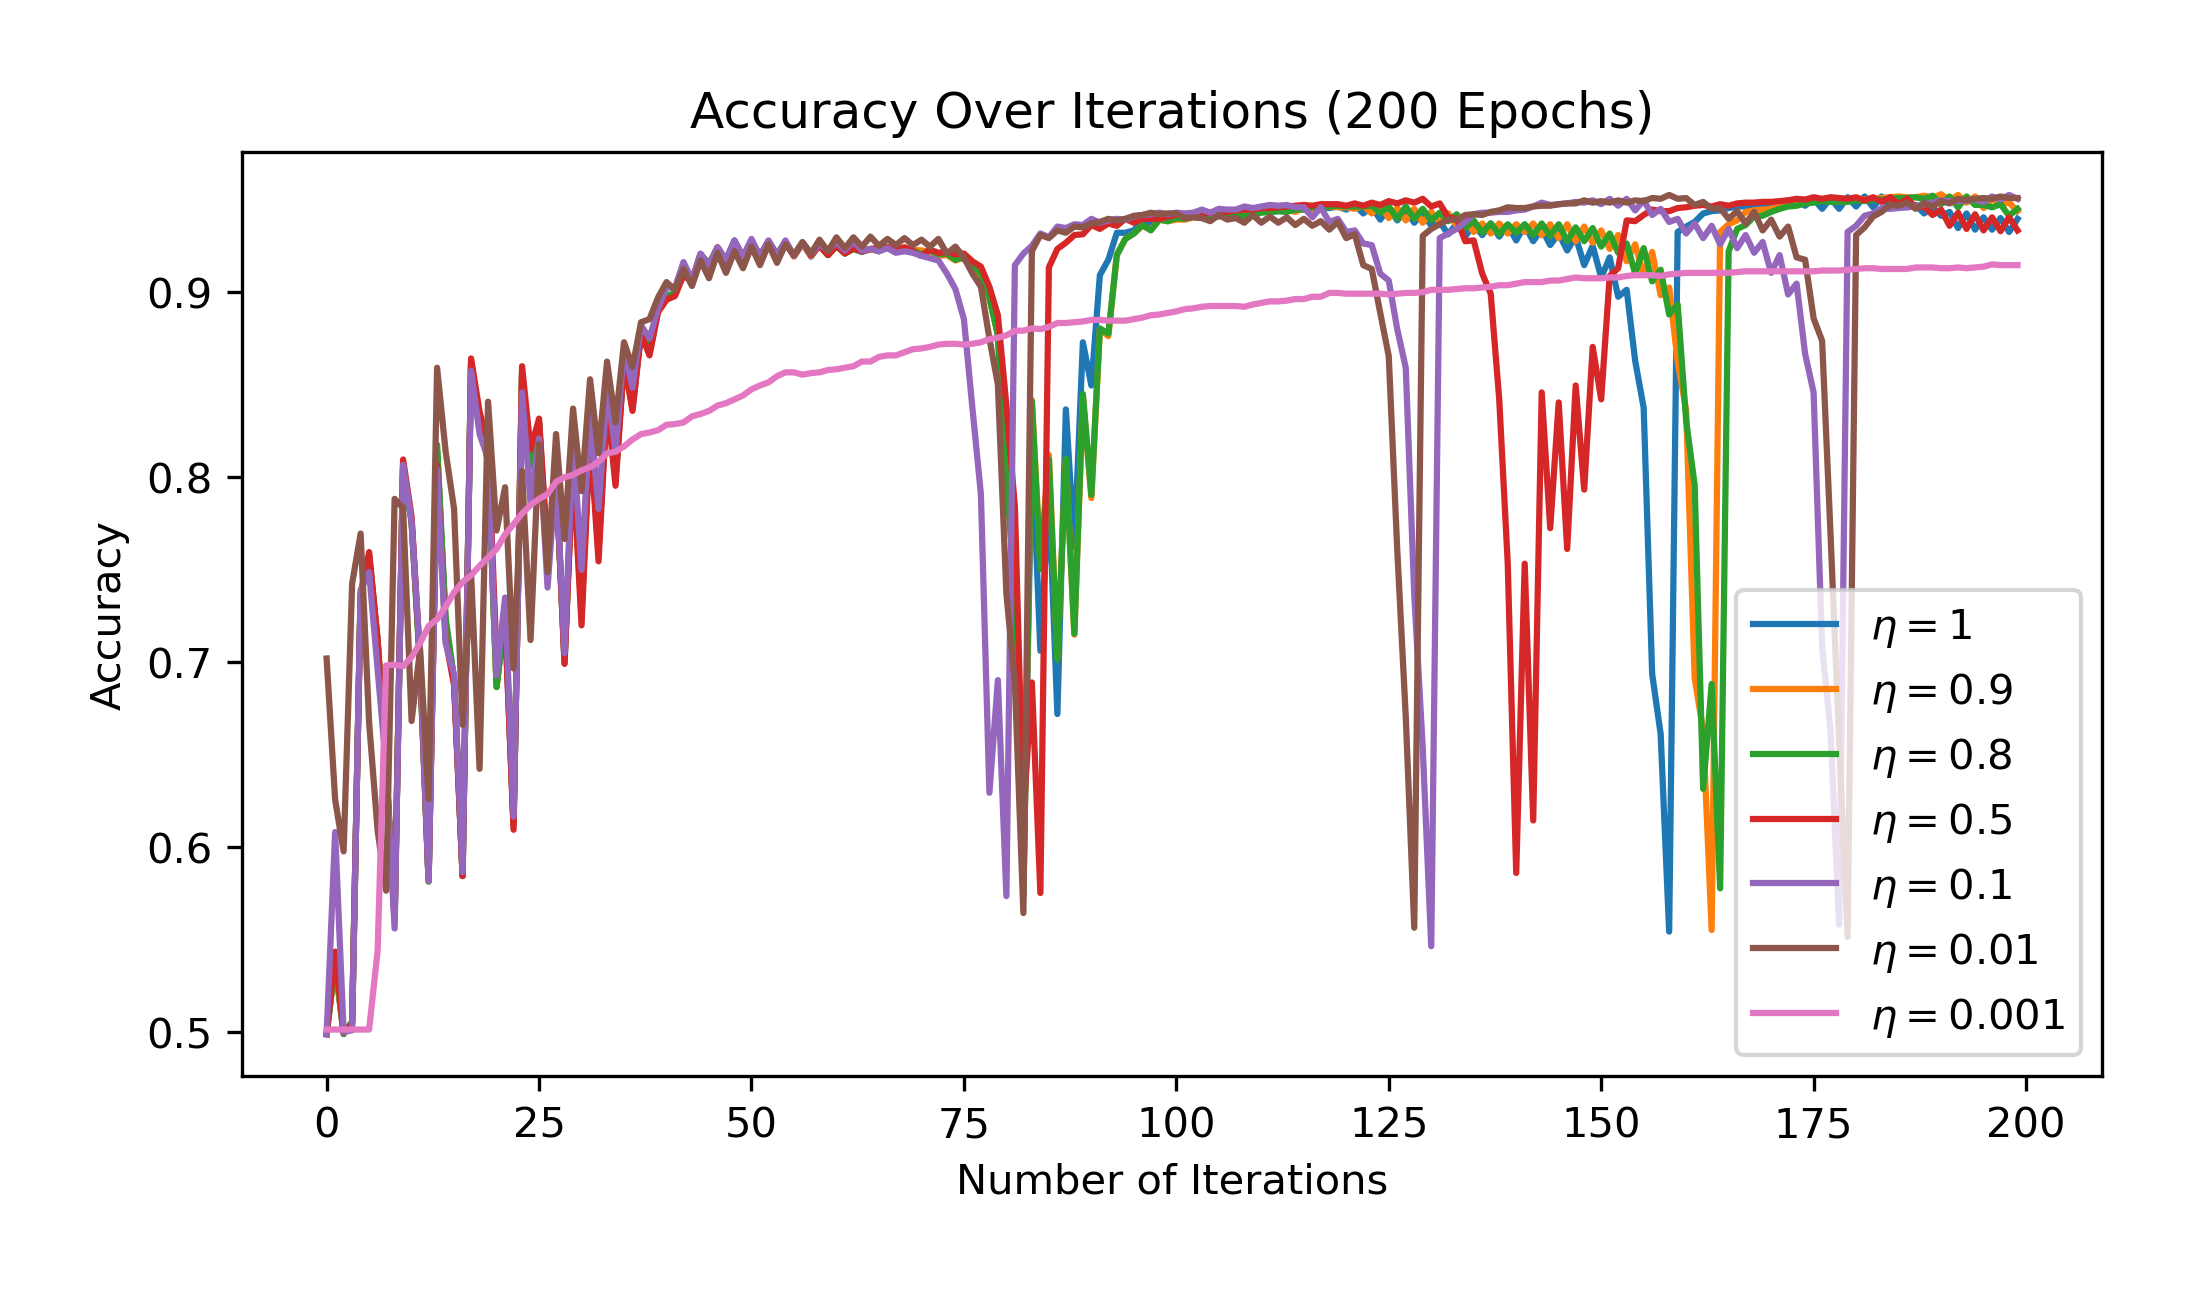 Accuracy Over Iterations (200 Epochs)
Accuracy
0.9
0.8
0.7
0.6
0.5
0 25 50 75 100 125 150 175 200
Number of Iterations
η = 1
η = 0.9
η = 0.8
η = 0.5
η = 0.1
η = 0.01
η = 0.001